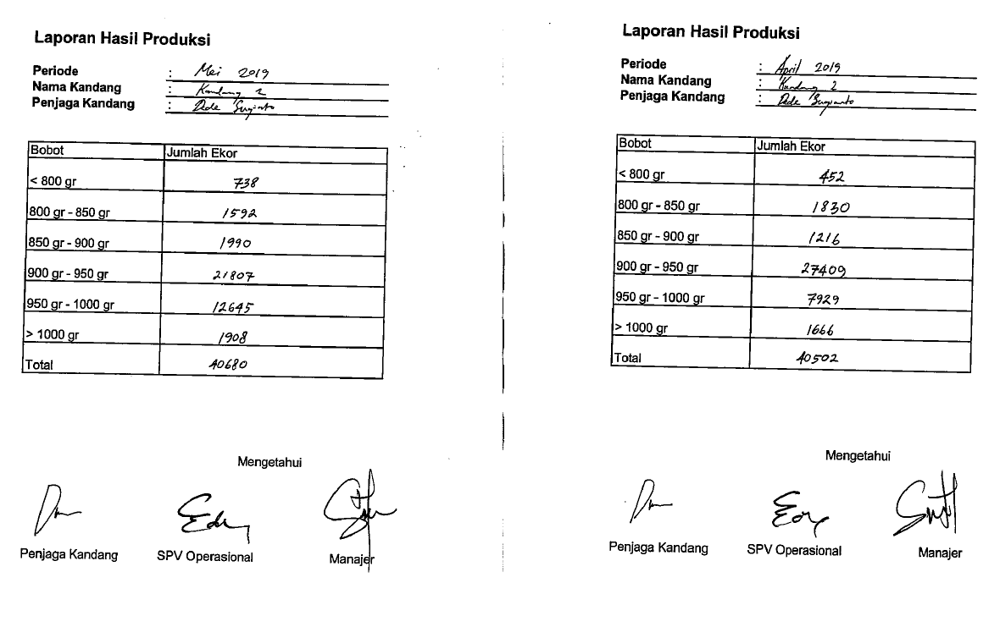 Laporan Hasil Produksi
Periode : Mei 2019
Nama Kandang : Kandang 2
Penjaga Kandang : Dede Sugianto
Bobot Jumlah Ekor
< 800 gr 738
800 gr - 850 gr 1592
850 gr - 900 gr 1990
900 gr - 950 gr 21807
950 gr - 1000 gr 12645
> 1000 gr 1908
Total 40680
Mengetahui
Penjaga Kandang SPV Operasional Manajer
Laporan Hasil Produksi
Periode : April 2019
Nama Kandang : Kandang 2
Penjaga Kandang : Dede Sugianto
Bobot Jumlah Ekor
< 800 gr 452
800 gr - 850 gr 1830
850 gr - 900 gr 1216
900 gr - 950 gr 27409
950 gr - 1000 gr 7929
> 1000 gr 1666
Total 40502
Mengetahui
Penjaga Kandang SPV Operasional Manajer